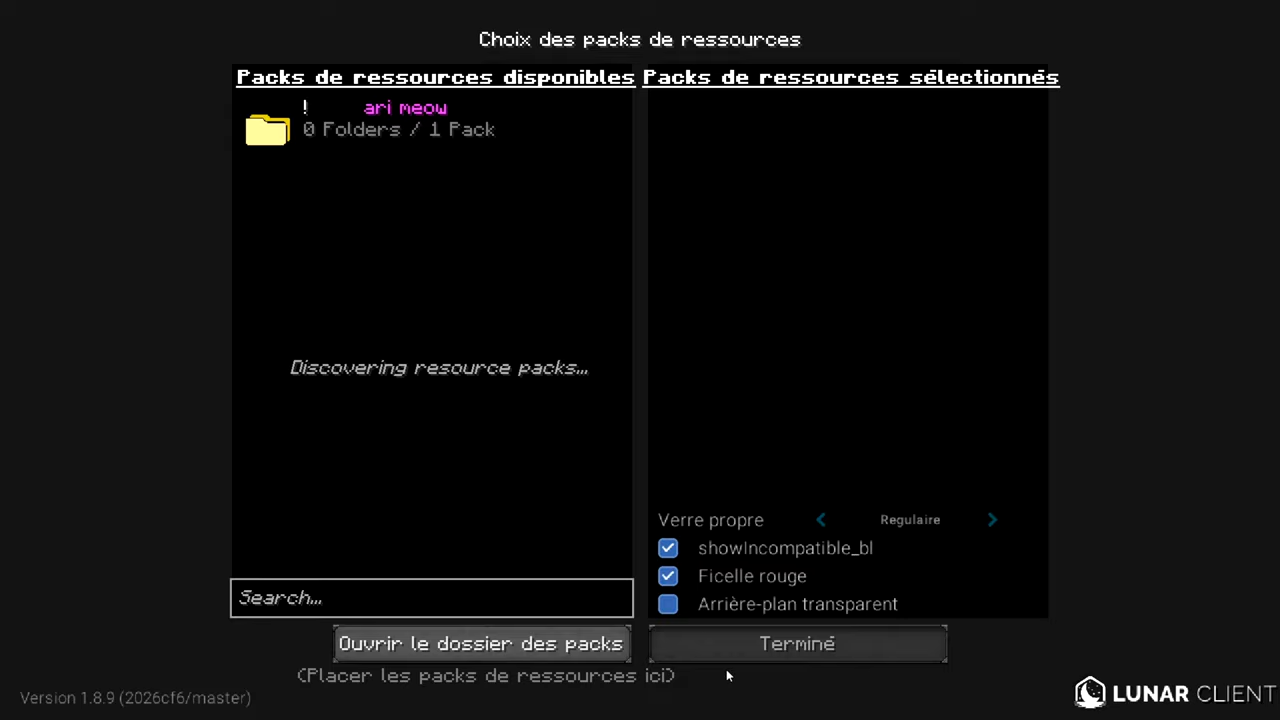 Choix des packs de ressources
Packs de ressources disponibles
Packs de ressources sélectionnés
! ari meow
0 Folders / 1 Pack
Discovering resource packs...
Verre propre < Regulaire >
showIncompatible_bl
Ficelle rouge
Arrière-plan transparent
Search...
Ouvrir le dossier des packs
Terminé
(Placer les packs de ressources ici)
Version 1.8.9 (2026cf6/master)
LUNAR CLIENT